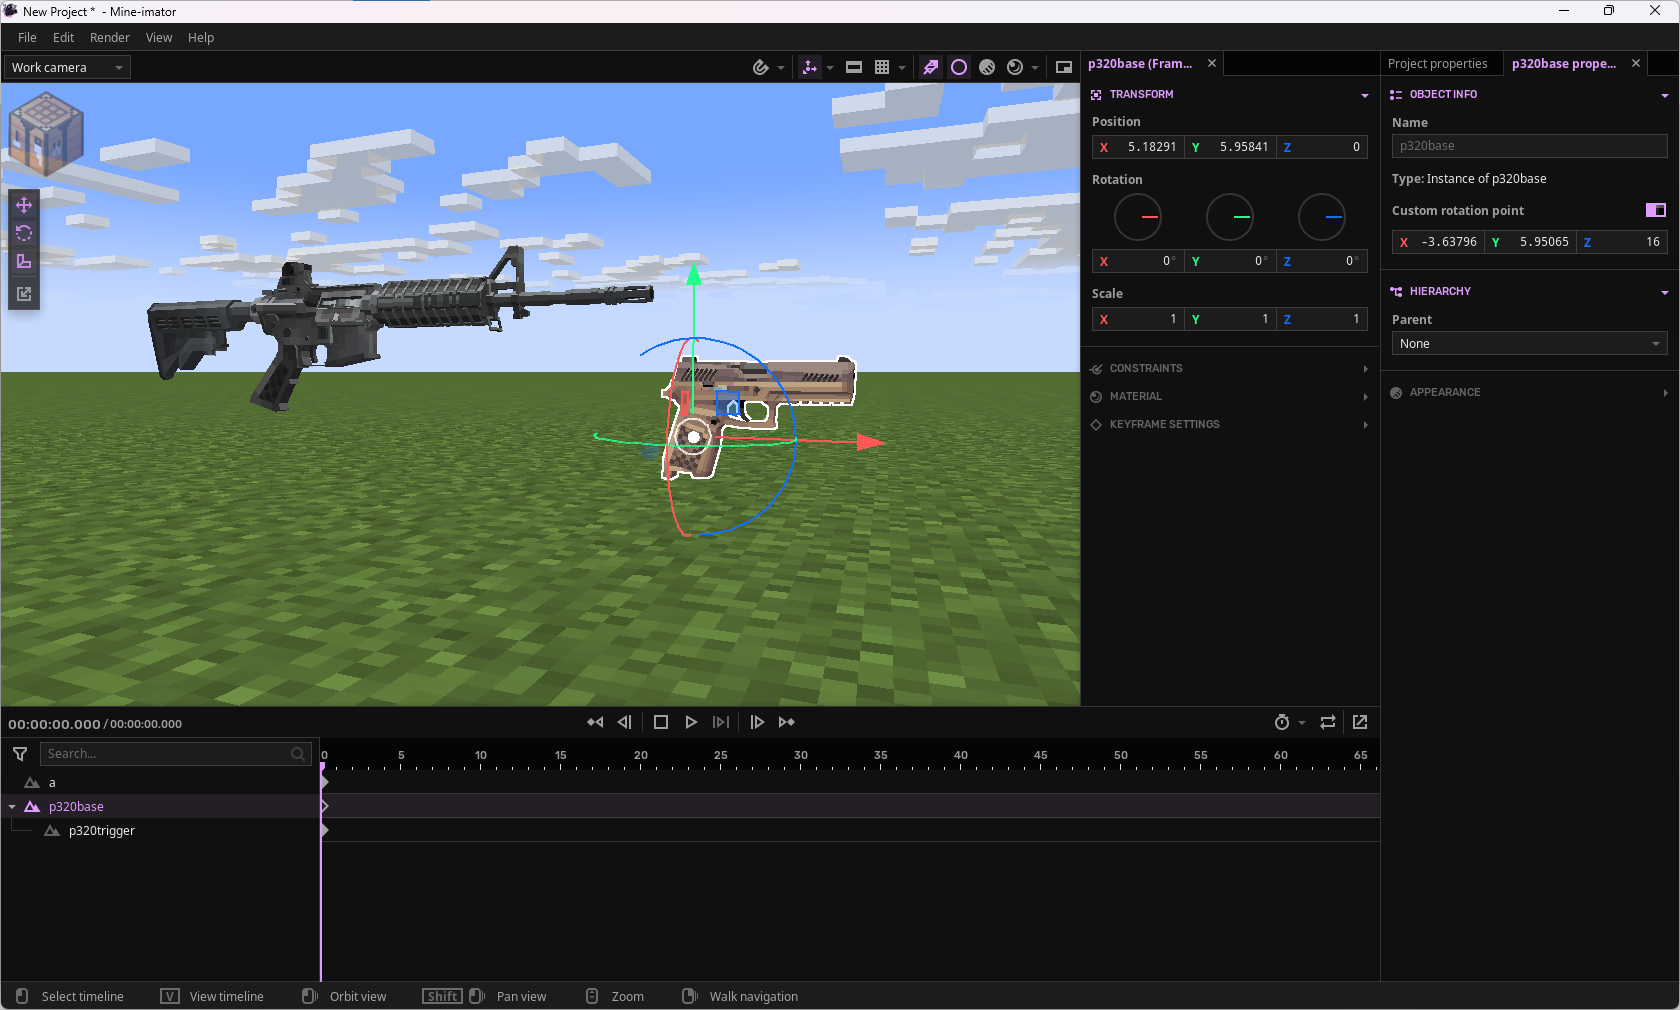 New Project * - Mine-imator
File Edit Render View Help
Work camera
p320base (Fram...
Project properties
p320base prope...
TRANSFORM
Position
X 5.18291 Y 5.95841 Z 0
Rotation
X 0° Y 0° Z 0°
Scale
X 1 Y 1 Z 1
CONSTRAINTS
MATERIAL
KEYFRAME SETTINGS
OBJECT INFO
Name
p320base
Type: Instance of p320base
Custom rotation point
X -3.63796 Y 5.95065 Z 16
HIERARCHY
Parent
None
APPEARANCE
00:00:00.000 / 00:00:00.000
Search...
0 5 10 15 20 25 30 35 40 45 50 55 60 65
a
p320base
p320trigger
Select timeline V View timeline Orbit view Shift Pan view Zoom Walk navigation